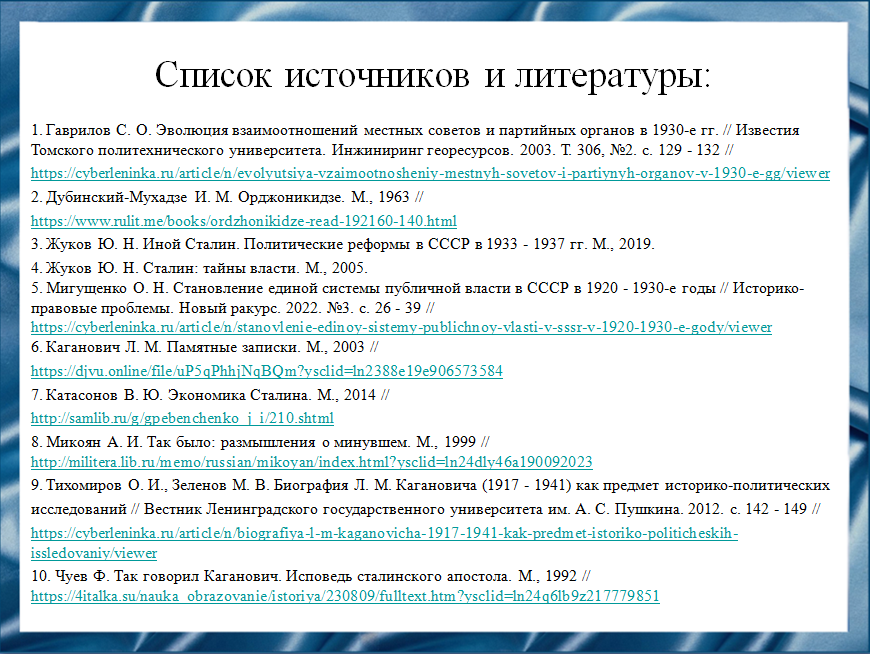 Список источников и литературы:
1. Гаврилов С. О. Эволюция взаимоотношений местных советов и партийных органов в 1930-е гг. // Известия
Томского политехнического университета. Инжиниринг георесурсов. 2003. Т. 306, №2. с. 129 - 132 //
https://cyberleninka.ru/article/n/evolyutsiya-vzaimootnosheniy-mestnyh-sovetov-i-partiynyh-organov-v-1930-e-gg/viewer
2. Дубинский-Мухадзе И. М. Орджоникидзе. М., 1963 //
https://www.rulit.me/books/ordzhonikidze-read-192160-140.html
3. Жуков Ю. Н. Иной Сталин. Политические реформы в СССР в 1933 - 1937 гг. М., 2019.
4. Жуков Ю. Н. Сталин: тайны власти. М., 2005.
5. Мигущенко О. Н. Становление единой системы публичной власти в СССР в 1920 - 1930-е годы // Историко-
правовые проблемы. Новый ракурс. 2022. №3. с. 26 - 39 //
https://cyberleninka.ru/article/n/stanovlenie-edinoy-sistemy-publichnoy-vlasti-v-sssr-v-1920-1930-e-gody/viewer
6. Каганович Л. М. Памятные записки. М., 2003 //
https://djvu.online/file/uP5qPhhjNqBQm?ysclid=ln2388e19e906573584
7. Катасонов В. Ю. Экономика Сталина. М., 2014 //
http://samlib.ru/g/gpebenchenko_j_i/210.shtml
8. Микоян А. И. Так было: размышления о минувшем. М., 1999 //
http://militera.lib.ru/memo/russian/mikoyan/index.html?ysclid=ln24dly46a190092023
9. Тихомиров О. И., Зеленов М. В. Биография Л. М. Кагановича (1917 - 1941) как предмет историко-политических
исследований // Вестник Ленинградского государственного университета им. А. С. Пушкина. 2012. с. 142 - 149 //
https://cyberleninka.ru/article/n/biografiya-l-m-kaganovicha-1917-1941-kak-predmet-istoriko-politicheskih-
issledovaniy/viewer
10. Чуев Ф. Так говорил Каганович. Исповедь сталинского апостола. М., 1992 //
https://4italka.su/nauka_obrazovanie/istoriya/230809/fulltext.htm?ysclid=ln24q6lb9z217779851